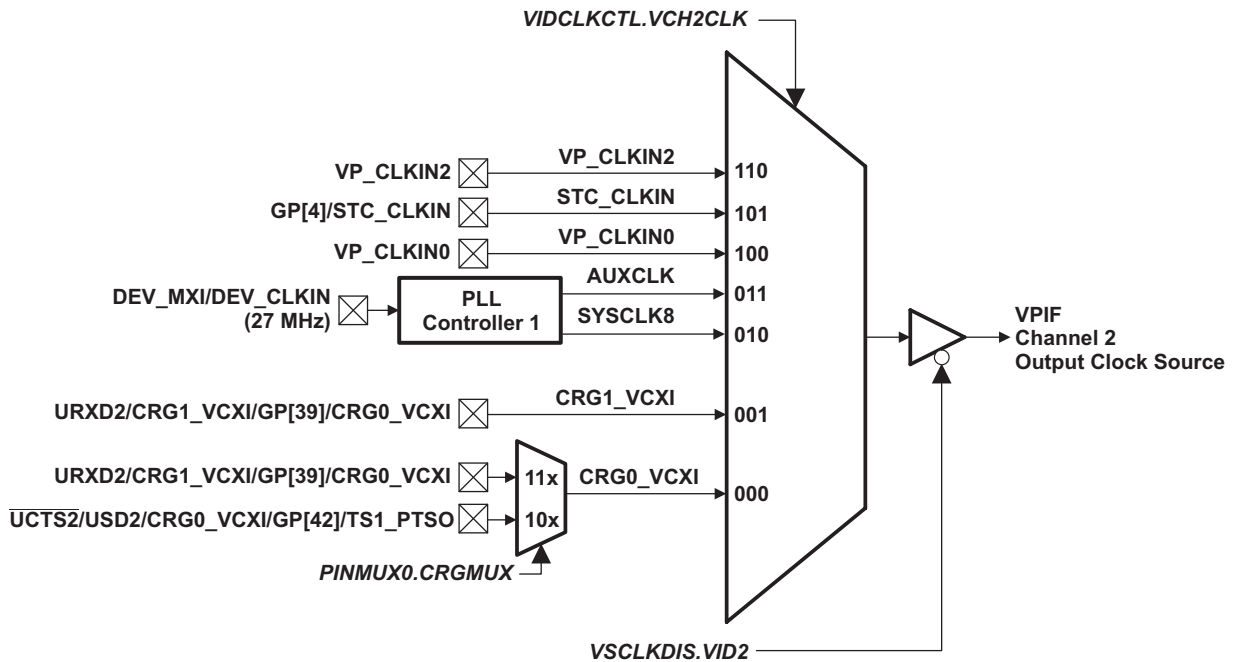 VIDCLKCTL.VCH2CLK
VP_CLKIN2
VP_CLKIN2
110
GP[4]/STC_CLKIN
STC_CLKIN
101
VP_CLKIN0
VP_CLKIN0
100
DEV_MXI/DEV_CLKIN
(27 MHz)
PLL
Controller 1
AUXCLK
011
SYSCLK8
010
VPIF
Channel 2
Output Clock Source
URXD2/CRG1_VCXI/GP[39]/CRG0_VCXI
CRG1_VCXI
001
URXD2/CRG1_VCXI/GP[39]/CRG0_VCXI
11x
CRG0_VCXI
000
UCTS2/USD2/CRG0_VCXI/GP[42]/TS1_PTSO
10x
PINMUX0.CRGMUX
VSCLKDIS.VID2